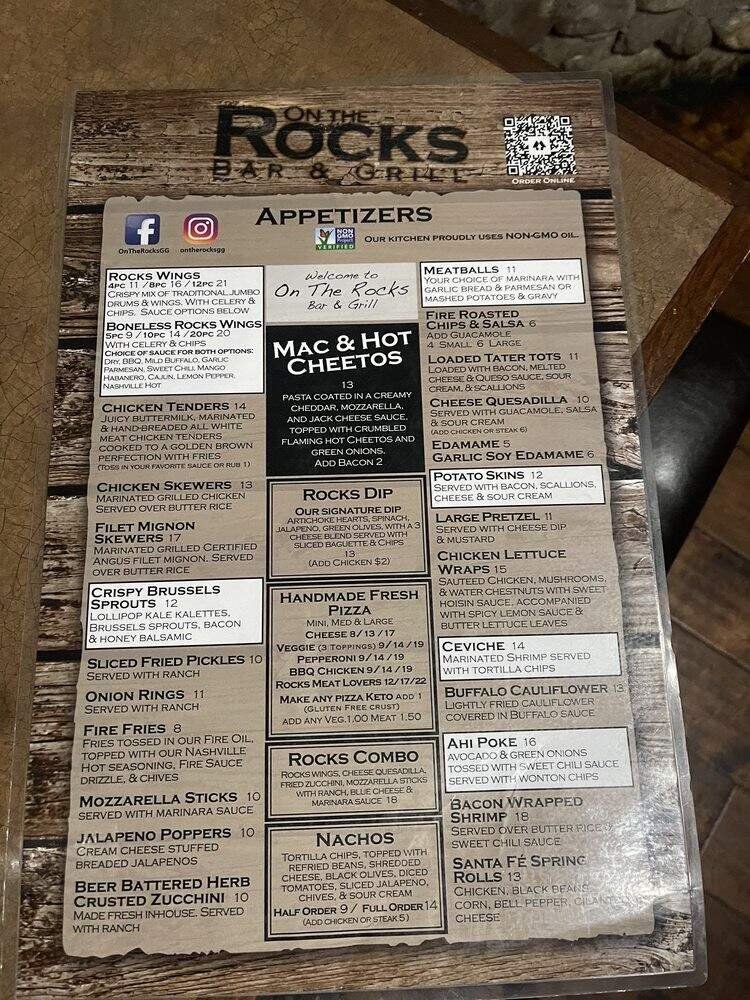 ON THE
ROCKS
BAR & GRILL
ORDER ONLINE
APPETIZERS
OnTheRocksGG
ontherocksgg
NON
GMO
Project
VERIFIED
OUR KITCHEN PROUDLY USES NON-GMO OIL.
ROCKS WINGS
4PC 11 / 8PC 16 / 12PC 21
CRISPY MIX OF TRADITIONAL JUMBO
DRUMS & WINGS. WITH CELERY &
CHIPS. SAUCE OPTIONS BELOW
BONELESS ROCKS WINGS
5PC 9 / 10PC 14 / 20PC 20
WITH CELERY & CHIPS
CHOICE OF SAUCE FOR BOTH OPTIONS:
DRY, BBQ, MILD BUFFALO, GARLIC
PARMESAN, SWEET CHILI, MANGO
HABANERO, CAJUN, LEMON PEPPER,
NASHVILLE HOT
CHICKEN TENDERS 14
JUICY BUTTERMILK, MARINATED
& HAND-BREADED ALL WHITE
MEAT CHICKEN TENDERS
COOKED TO A GOLDEN BROWN
PERFECTION WITH FRIES
(TOSS IN YOUR FAVORITE SAUCE OR RUB 1)
CHICKEN SKEWERS 13
MARINATED GRILLED CHICKEN
SERVED OVER BUTTER RICE
FILET MIGNON
SKEWERS 17
MARINATED GRILLED CERTIFIED
ANGUS FILET MIGNON. SERVED
OVER BUTTER RICE
CRISPY BRUSSELS
SPROUTS 12
LOLLIPOP KALE KALETTES,
BRUSSELS SPROUTS, BACON
& HONEY BALSAMIC
SLICED FRIED PICKLES 10
SERVED WITH RANCH
ONION RINGS 11
SERVED WITH RANCH
FIRE FRIES 8
FRIES TOSSED IN OUR FIRE OIL,
TOPPED WITH OUR NASHVILLE
HOT SEASONING, FIRE SAUCE
DRIZZLE, & CHIVES
MOZZARELLA STICKS 10
SERVED WITH MARINARA SAUCE
JALAPENO POPPERS 10
CREAM CHEESE STUFFED
BREADED JALAPENOS
BEER BATTERED HERB
CRUSTED ZUCCHINI 10
MADE FRESH INHOUSE. SERVED
WITH RANCH
Welcome to
On The Rocks
Bar & Grill
MAC & HOT
CHEETOS
13
PASTA COATED IN A CREAMY
CHEDDAR, MOZZARELLA,
AND JACK CHEESE SAUCE.
TOPPED WITH CRUMBLED
FLAMING HOT CHEETOS AND
GREEN ONIONS.
ADD BACON 2
ROCKS DIP
OUR SIGNATURE DIP
ARTICHOKE HEARTS, SPINACH,
JALAPENO, GREEN OLIVES, WITH A 3
CHEESE BLEND SERVED WITH
SLICED BAGUETTE & CHIPS
13
(ADD CHICKEN $2)
HANDMADE FRESH
PIZZA
MINI, MED & LARGE
CHEESE 8/13/17
VEGGIE (3 TOPPINGS) 9/14/19
PEPPERONI 9/14/19
BBQ CHICKEN 9/14/19
ROCKS MEAT LOVERS 12/17/22
MAKE ANY PIZZA KETO ADD 1
(GLUTEN FREE CRUST)
ADD ANY VEG.1.00 MEAT 1.50
ROCKS COMBO
ROCKS WINGS, CHEESE QUESADILLA,
FRIED ZUCCHINI, MOZZARELLA STICKS
WITH RANCH, BLUE CHEESE &
MARINARA SAUCE 18
NACHOS
TORTILLA CHIPS, TOPPED WITH
REFRIED BEANS, SHREDDED
CHEESE, BLACK OLIVES, DICED
TOMATOES, SLICED JALAPENO,
CHIVES, & SOUR CREAM
HALF ORDER 9 / FULL ORDER 14
(ADD CHICKEN OR STEAK 5)
MEATBALLS 11
YOUR CHOICE OF MARINARA WITH
GARLIC BREAD & PARMESAN OR
MASHED POTATOES & GRAVY
FIRE ROASTED
CHIPS & SALSA 6
ADD GUACAMOLE
4 SMALL 6 LARGE
LOADED TATER TOTS 11
LOADED WITH BACON, MELTED
CHEESE & QUESO SAUCE, SOUR
CREAM, & SCALLIONS
CHEESE QUESADILLA 10
SERVED WITH GUACAMOLE, SALSA
& SOUR CREAM
(ADD CHICKEN OR STEAK 6)
EDAMAME 5
GARLIC SOY EDAMAME 6
POTATO SKINS 12
SERVED WITH BACON, SCALLIONS,
CHEESE & SOUR CREAM
LARGE PRETZEL 11
SERVED WITH CHEESE DIP
& MUSTARD
CHICKEN LETTUCE
WRAPS 15
SAUTEED CHICKEN, MUSHROOMS,
& WATER CHESTNUTS WITH SWEET
HOISIN SAUCE. ACCOMPANIED
WITH SPICY LEMON SAUCE &
BUTTER LETTUCE LEAVES
CEVICHE 14
MARINATED SHRIMP SERVED
WITH TORTILLA CHIPS
BUFFALO CAULIFLOWER 13
LIGHTLY FRIED CAULIFLOWER
COVERED IN BUFFALO SAUCE
AHI POKE 16
AVOCADO & GREEN ONIONS
TOSSED WITH SWEET CHILI SAUCE
SERVED WITH WONTON CHIPS
BACON WRAPPED
SHRIMP 18
SERVED OVER BUTTER RICE &
SWEET CHILI SAUCE
SANTA FÉ SPRING
ROLLS 13
CHICKEN, BLACK BEANS,
CORN, BELL PEPPER, CILANTRO
CHEESE